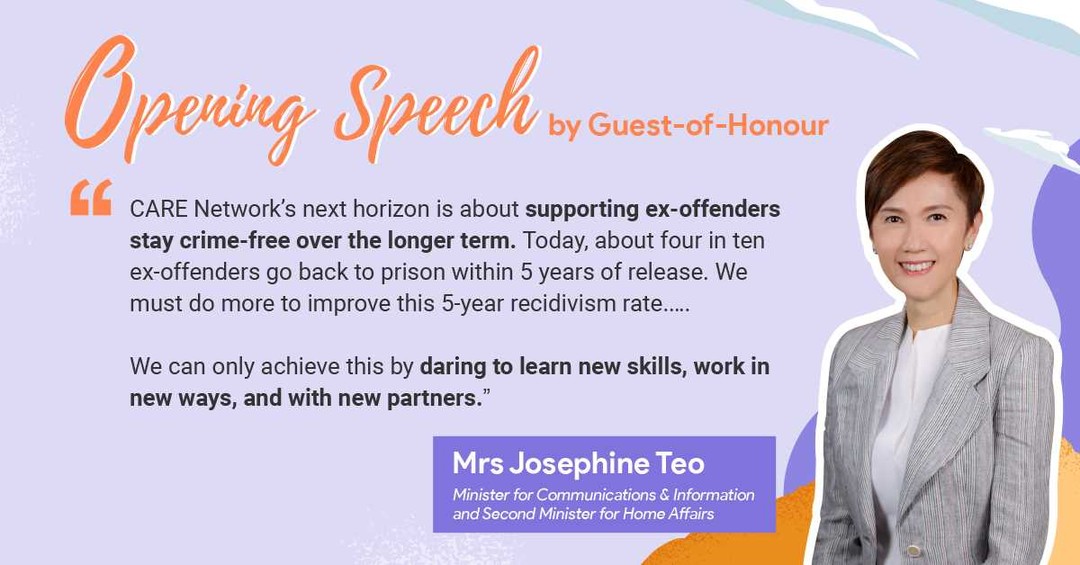 Opening Speech by Guest-of-Honour
“ CARE Network’s next horizon is about supporting ex-offenders
stay crime-free over the longer term. Today, about four in ten
ex-offenders go back to prison within 5 years of release. We
must do more to improve this 5-year recidivism rate.....
We can only achieve this by daring to learn new skills, work in
new ways, and with new partners.”
Mrs Josephine Teo
Minister for Communications & Information
and Second Minister for Home Affairs